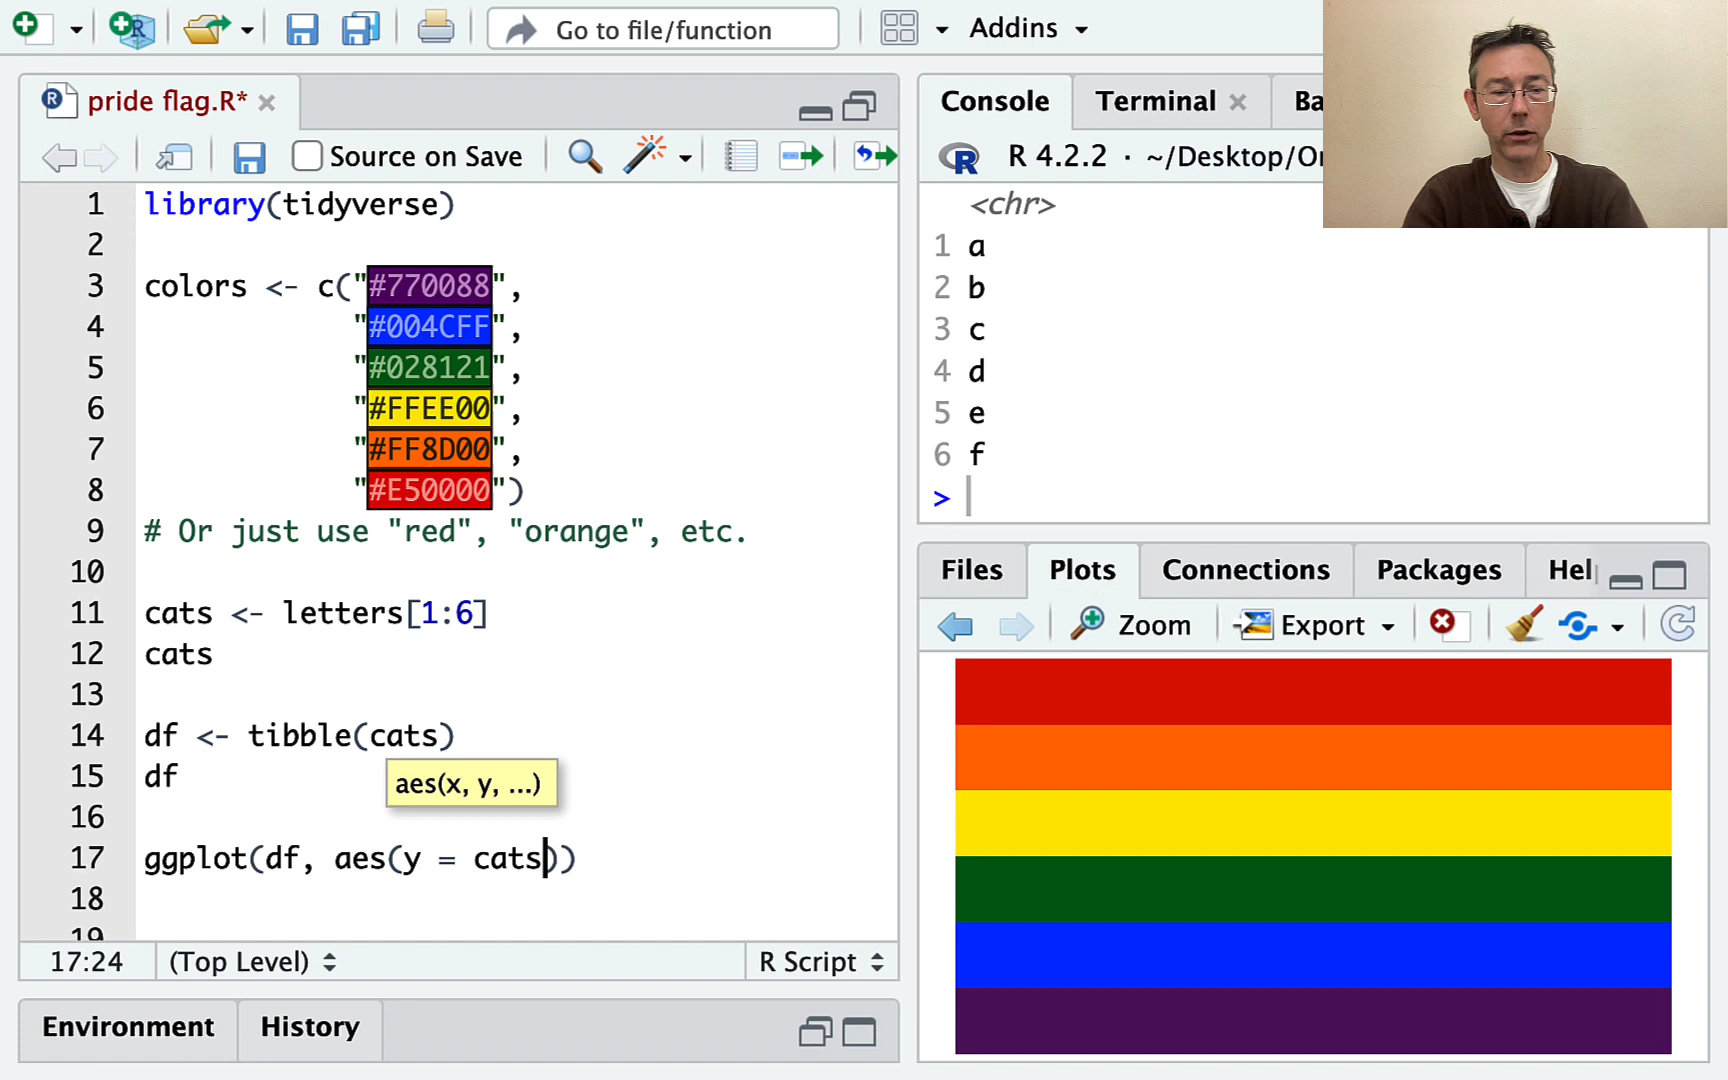 Go to file/function
Addins
pride flag.R*
Source on Save
1 library(tidyverse)
2
3 colors <- c("#770088",
4 "#004CFF",
5 "#028121",
6 "#FFEE00",
7 "#FF8D00",
8 "#E50000")
9 # Or just use "red", "orange", etc.
10
11 cats <- letters[1:6]
12 cats
13
14 df <- tibble(cats)
15 df
aes(x, y, ...)
16
17 ggplot(df, aes(y = cats))
18
19
17:24 (Top Level) R Script
Environment History
Console Terminal Ba
R 4.2.2 · ~/Desktop/Or
<chr>
1 a
2 b
3 c
4 d
5 e
6 f
>
Files Plots Connections Packages Hel
Zoom Export